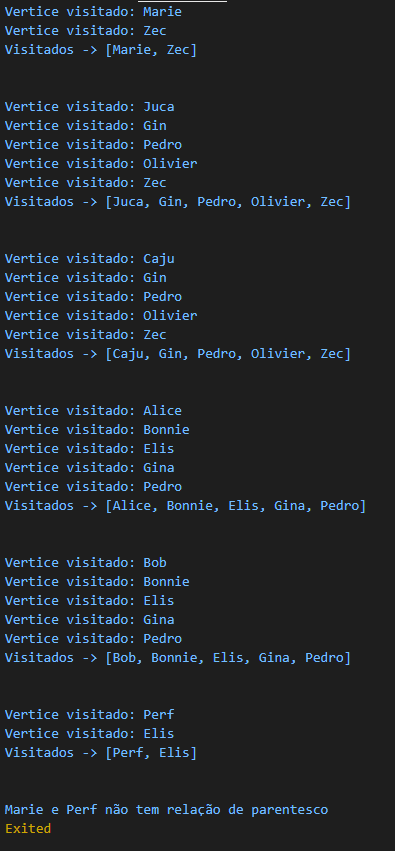 Vertice visitado: Marie
Vertice visitado: Zec
Visitados -> [Marie, Zec]
Vertice visitado: Juca
Vertice visitado: Gin
Vertice visitado: Pedro
Vertice visitado: Olivier
Vertice visitado: Zec
Visitados -> [Juca, Gin, Pedro, Olivier, Zec]
Vertice visitado: Caju
Vertice visitado: Gin
Vertice visitado: Pedro
Vertice visitado: Olivier
Vertice visitado: Zec
Visitados -> [Caju, Gin, Pedro, Olivier, Zec]
Vertice visitado: Alice
Vertice visitado: Bonnie
Vertice visitado: Elis
Vertice visitado: Gina
Vertice visitado: Pedro
Visitados -> [Alice, Bonnie, Elis, Gina, Pedro]
Vertice visitado: Bob
Vertice visitado: Bonnie
Vertice visitado: Elis
Vertice visitado: Gina
Vertice visitado: Pedro
Visitados -> [Bob, Bonnie, Elis, Gina, Pedro]
Vertice visitado: Perf
Vertice visitado: Elis
Visitados -> [Perf, Elis]
Marie e Perf não tem relação de parentesco
Exited